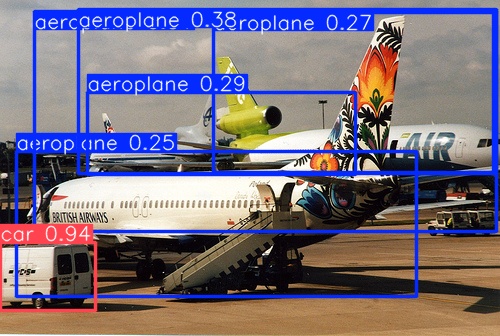 aeroplane 0.38
aeroplane 0.27
aeroplane 0.29
aeroplane 0.25
AIR
BRITISH AIRWAYS
car 0.94